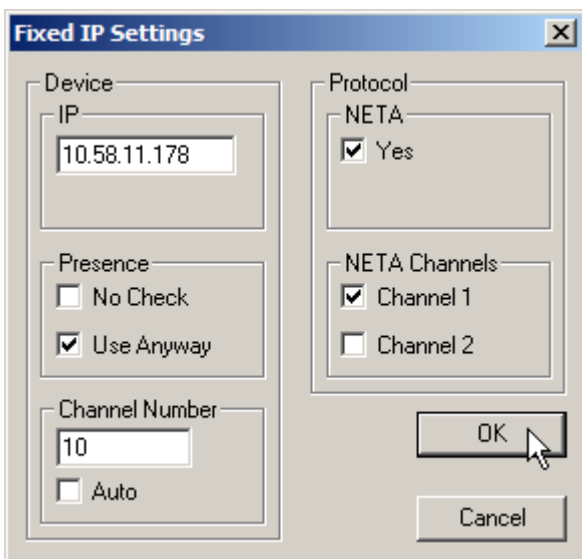 Fixed IP Settings
Device
IP
10.58.11.178
Presence
No Check
Use Anyway
Channel Number
10
Auto
Protocol
NETA
Yes
NETA Channels
Channel 1
Channel 2
OK
Cancel